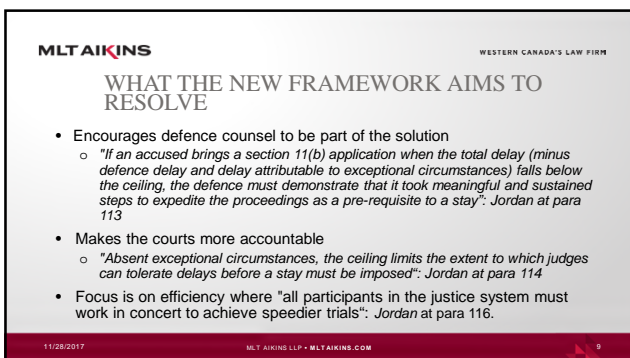 MLT AIKINS
WESTERN CANADA'S LAW FIRM
WHAT THE NEW FRAMEWORK AIMS TO
RESOLVE
• Encourages defence counsel to be part of the solution
o "If an accused brings a section 11(b) application when the total delay (minus
defence delay and delay attributable to exceptional circumstances) falls below
the ceiling, the defence must demonstrate that it took meaningful and sustained
steps to expedite the proceedings as a pre-requisite to a stay": Jordan at para
113
• Makes the courts more accountable
o "Absent exceptional circumstances, the ceiling limits the extent to which judges
can tolerate delays before a stay must be imposed": Jordan at para 114
• Focus is on efficiency where "all participants in the justice system must
work in concert to achieve speedier trials": Jordan at para 116.
11/28/2017
MLT AIKINS LLP • MLTAIKINS.COM
9